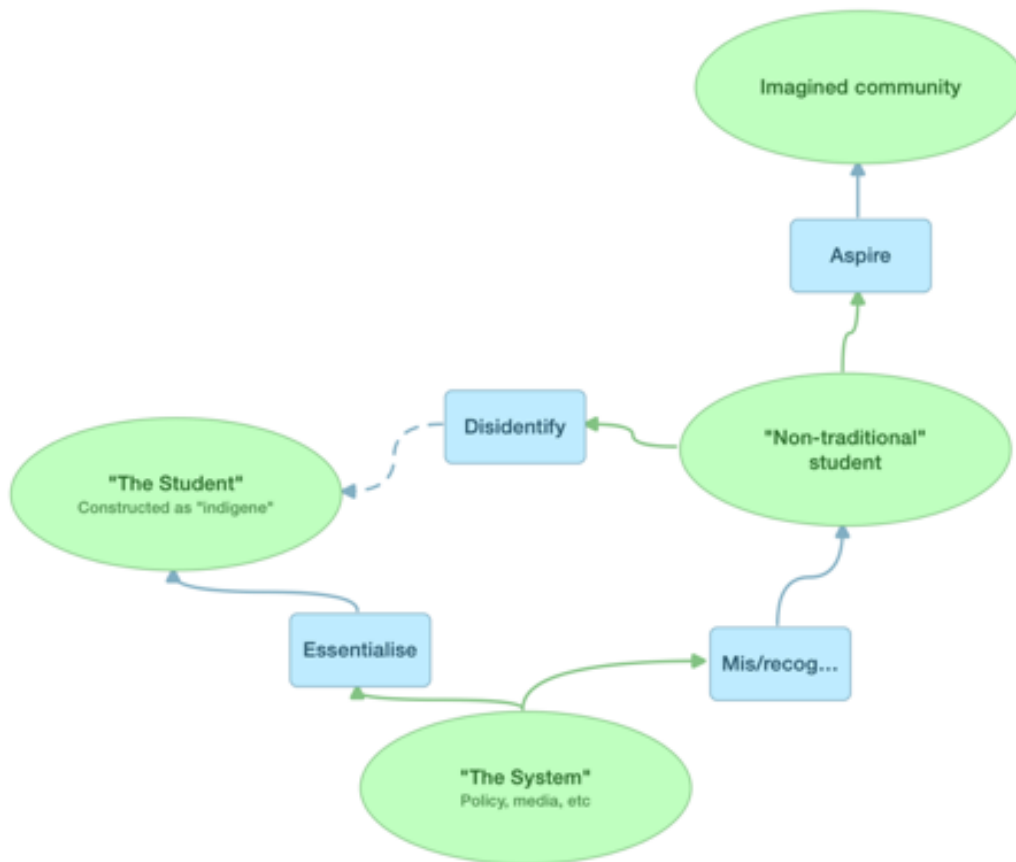 Imagined community
Aspire
Disidentify
"Non-traditional"
student
"The Student"
Constructed as "indigene"
Essentialise
Mis/recog...
"The System"
Policy, media, etc